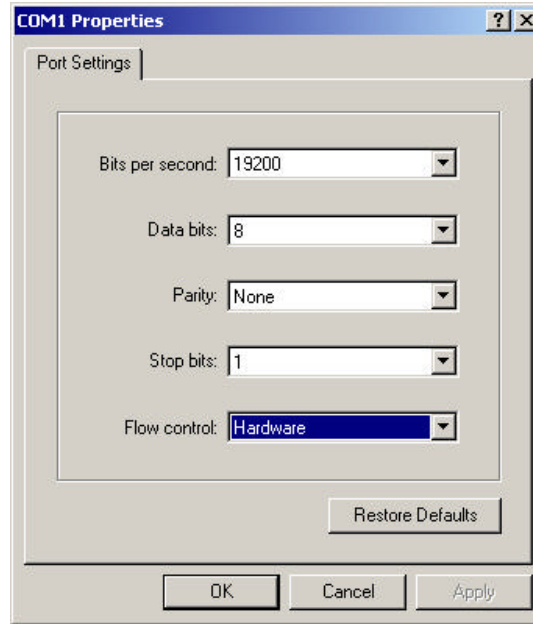 COM1 Properties
Port Settings
Bits per second: 19200
Data bits: 8
Parity: None
Stop bits: 1
Flow control: Hardware
Restore Defaults
OK Cancel Apply